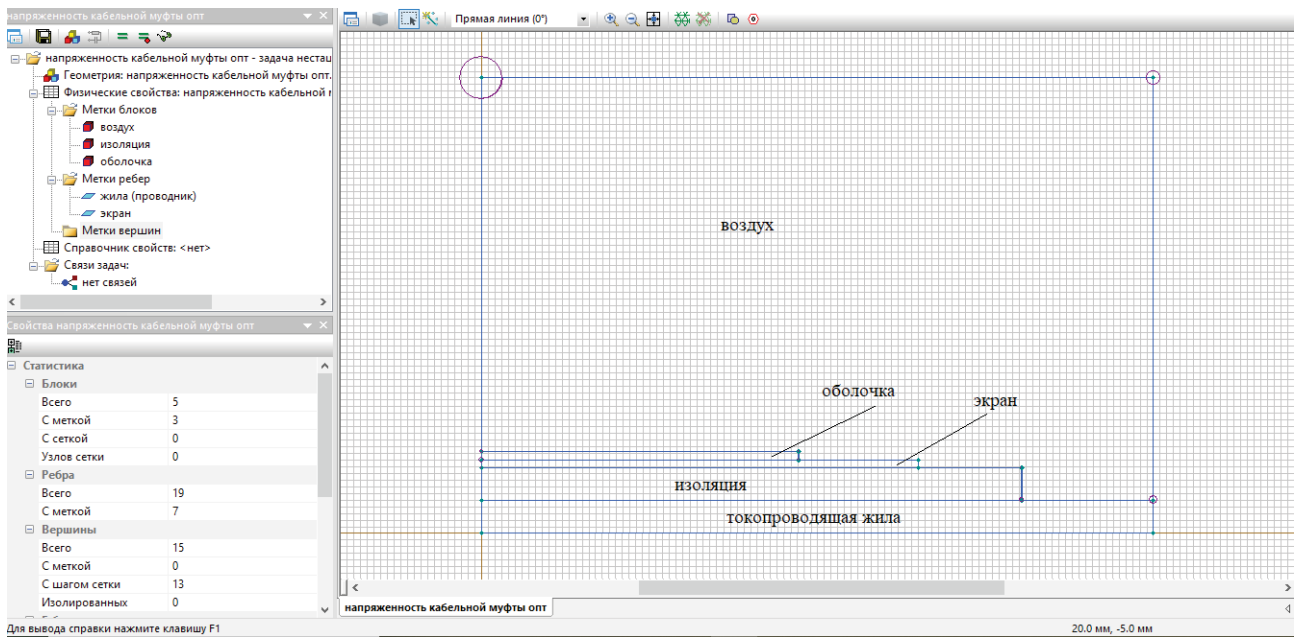 напряженность кабельной муфты опт
Прямая линия (0°)
напряженность кабельной муфты опт - задача нестац
Геометрия: напряженность кабельной муфты опт.
Физические свойства: напряженность кабельной м
Метки блоков
воздух
изоляция
оболочка
Метки ребер
жила (проводник)
экран
Метки вершин
Справочник свойств: <нет>
Связи задач:
нет связей
Свойства напряженность кабельной муфты опт
Статистика
Блоки
Всего 5
С меткой 3
С сеткой 0
Узлов сетки 0
Ребра
Всего 19
С меткой 7
Вершины
Всего 15
С меткой 0
С шагом сетки 13
Изолированных 0
воздух
оболочка
экран
изоляция
токопроводящая жила
напряженность кабельной муфты опт
Для вывода справки нажмите клавишу F1
20.0 мм, -5.0 мм